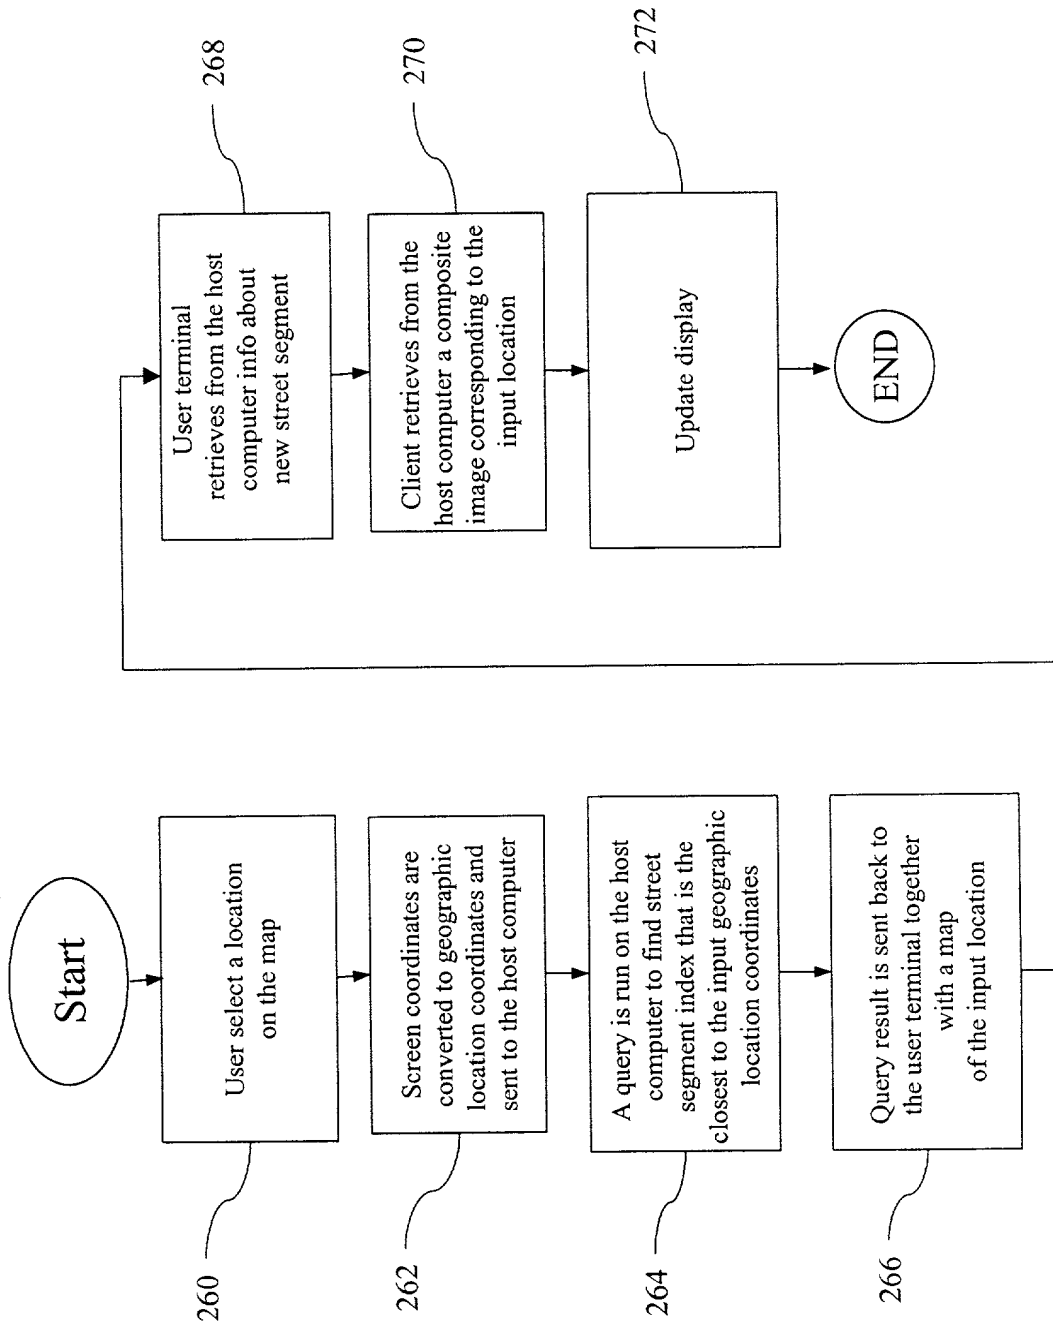 Start
260
User select a location
on the map
262
Screen coordinates are
converted to geographic
location coordinates and
sent to the host computer
264
A query is run on the host
computer to find street
segment index that is the
closest to the input geographic
location coordinates
266
Query result is sent back to
the user terminal together
with a map
of the input location
268
User terminal
retrieves from the host
computer info about
new street segment
270
Client retrieves from the
host computer a composite
image corresponding to the
input location
272
Update display
END